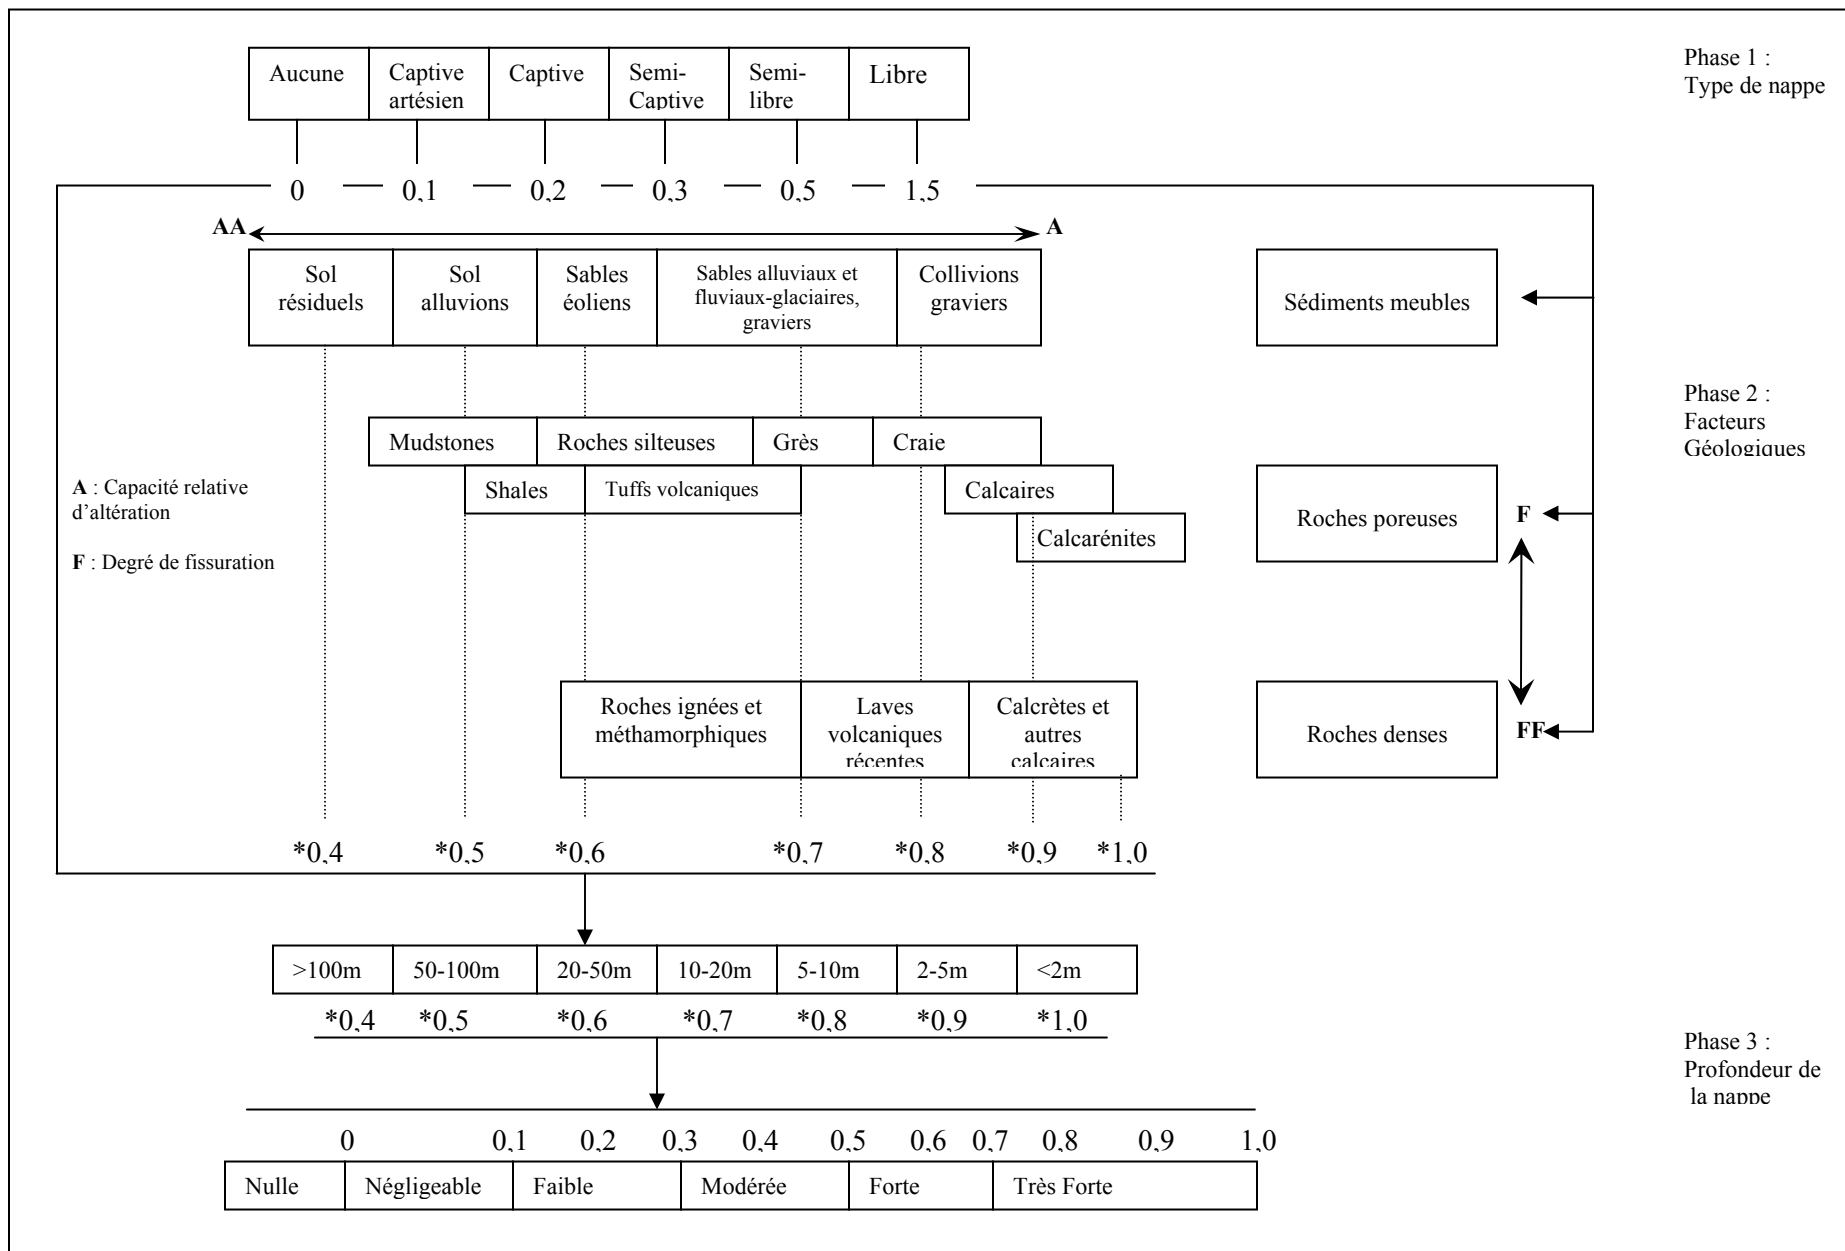 Aucune
Captive
artésien
Captive
Semi-
Captive
Semi-
libre
Libre
Phase 1 :
Type de nappe
0
0,1
0,2
0,3
0,5
1,5
AA
A
Sol
résiduels
Sol
alluvions
Sables
éoliens
Sables alluviaux et
fluviaux-glaciaires,
graviers
Collivions
graviers
Sédiments meubles
Phase 2 :
Facteurs
Géologiques
Mudstones
Roches silteuses
Grès
Craie
Shales
Tuffs volcaniques
Calcaires
Calcarénites
Roches poreuses
F
A : Capacité relative
d'altération
F : Degré de fissuration
Roches ignées et
méthamorphiques
Laves
volcaniques
récentes
Calcrètes et
autres
calcaires
Roches denses
FF
*0,4
*0,5
*0,6
*0,7
*0,8
*0,9
*1,0
>100m
50-100m
20-50m
10-20m
5-10m
2-5m
<2m
*0,4
*0,5
*0,6
*0,7
*0,8
*0,9
*1,0
Phase 3 :
Profondeur de
la nappe
0
0,1
0,2
0,3
0,4
0,5
0,6
0,7
0,8
0,9
1,0
Nulle
Négligeable
Faible
Modérée
Forte
Très Forte